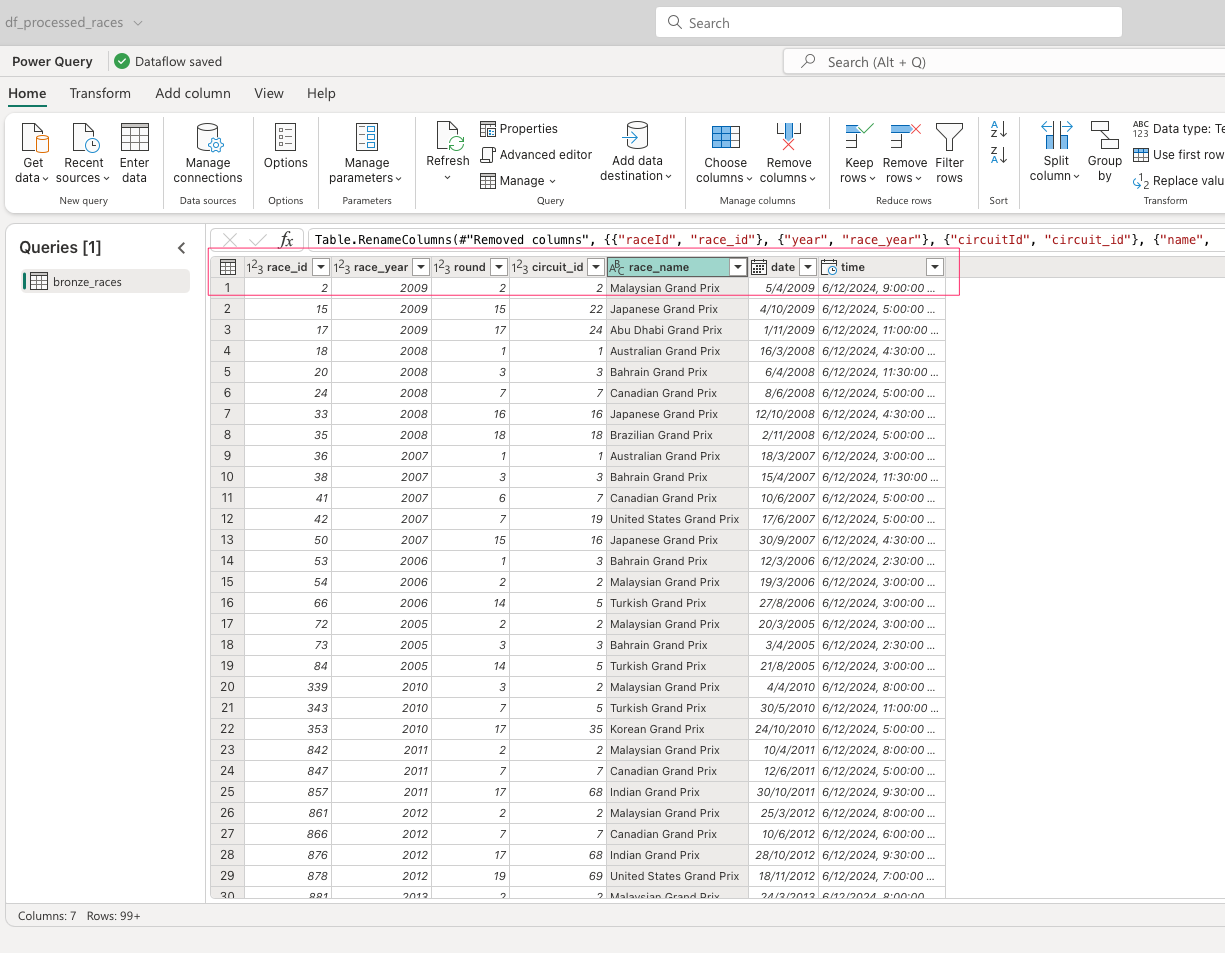 df_processed_races
Search
Power Query Dataflow saved
Search (Alt + Q)
Home Transform Add column View Help
Get data
Recent sources
Enter data
New query
Manage connections
Data sources
Options
Options
Manage parameters
Parameters
Refresh
Properties
Advanced editor
Manage
Add data destination
Query
Choose columns
Remove columns
Manage columns
Keep rows
Remove rows
Filter rows
Reduce rows
A Z
Z A
Sort
Split column
Group by
ABC 123 Data type: Te
Use first row
1 2 Replace valu
Transform
Queries [1]
bronze_races
fx Table.RenameColumns(#"Removed columns", {{"raceId", "race_id"}, {"year", "race_year"}, {"circuitId", "circuit_id"}, {"name",
123 race_id 123 race_year 123 round 123 circuit_id ABC race_name date time
1 2 2009 2 2 Malaysian Grand Prix 5/4/2009 6/12/2024, 9:00:00 ...
2 15 2009 15 22 Japanese Grand Prix 4/10/2009 6/12/2024, 5:00:00 ...
3 17 2009 17 24 Abu Dhabi Grand Prix 1/11/2009 6/12/2024, 11:00:00 ...
4 18 2008 1 1 Australian Grand Prix 16/3/2008 6/12/2024, 4:30:00 ...
5 20 2008 3 3 Bahrain Grand Prix 6/4/2008 6/12/2024, 11:30:00 ...
6 24 2008 7 7 Canadian Grand Prix 8/6/2008 6/12/2024, 5:00:00 ...
7 33 2008 16 16 Japanese Grand Prix 12/10/2008 6/12/2024, 4:30:00 ...
8 35 2008 18 18 Brazilian Grand Prix 2/11/2008 6/12/2024, 5:00:00 ...
9 36 2007 1 1 Australian Grand Prix 18/3/2007 6/12/2024, 3:00:00 ...
10 38 2007 3 3 Bahrain Grand Prix 15/4/2007 6/12/2024, 11:30:00 ...
11 41 2007 6 7 Canadian Grand Prix 10/6/2007 6/12/2024, 5:00:00 ...
12 42 2007 7 19 United States Grand Prix 17/6/2007 6/12/2024, 5:00:00 ...
13 50 2007 15 16 Japanese Grand Prix 30/9/2007 6/12/2024, 4:30:00 ...
14 53 2006 1 3 Bahrain Grand Prix 12/3/2006 6/12/2024, 2:30:00 ...
15 54 2006 2 2 Malaysian Grand Prix 19/3/2006 6/12/2024, 3:00:00 ...
16 66 2006 14 5 Turkish Grand Prix 27/8/2006 6/12/2024, 3:00:00 ...
17 72 2005 2 2 Malaysian Grand Prix 20/3/2005 6/12/2024, 3:00:00 ...
18 73 2005 3 3 Bahrain Grand Prix 3/4/2005 6/12/2024, 2:30:00 ...
19 84 2005 14 5 Turkish Grand Prix 21/8/2005 6/12/2024, 3:00:00 ...
20 339 2010 3 2 Malaysian Grand Prix 4/4/2010 6/12/2024, 8:00:00 ...
21 343 2010 7 5 Turkish Grand Prix 30/5/2010 6/12/2024, 11:00:00 ...
22 353 2010 17 35 Korean Grand Prix 24/10/2010 6/12/2024, 5:00:00 ...
23 842 2011 2 2 Malaysian Grand Prix 10/4/2011 6/12/2024, 8:00:00 ...
24 847 2011 7 7 Canadian Grand Prix 12/6/2011 6/12/2024, 5:00:00 ...
25 857 2011 17 68 Indian Grand Prix 30/10/2011 6/12/2024, 9:30:00 ...
26 861 2012 2 2 Malaysian Grand Prix 25/3/2012 6/12/2024, 8:00:00 ...
27 866 2012 7 7 Canadian Grand Prix 10/6/2012 6/12/2024, 6:00:00 ...
28 876 2012 17 68 Indian Grand Prix 28/10/2012 6/12/2024, 9:30:00 ...
29 878 2012 19 69 United States Grand Prix 18/11/2012 6/12/2024, 7:00:00 ...
30 881 2013 2 2 Malaysian Grand Prix 24/3/2013 6/12/2024, 8:00:00 ...
Columns: 7 Rows: 99+